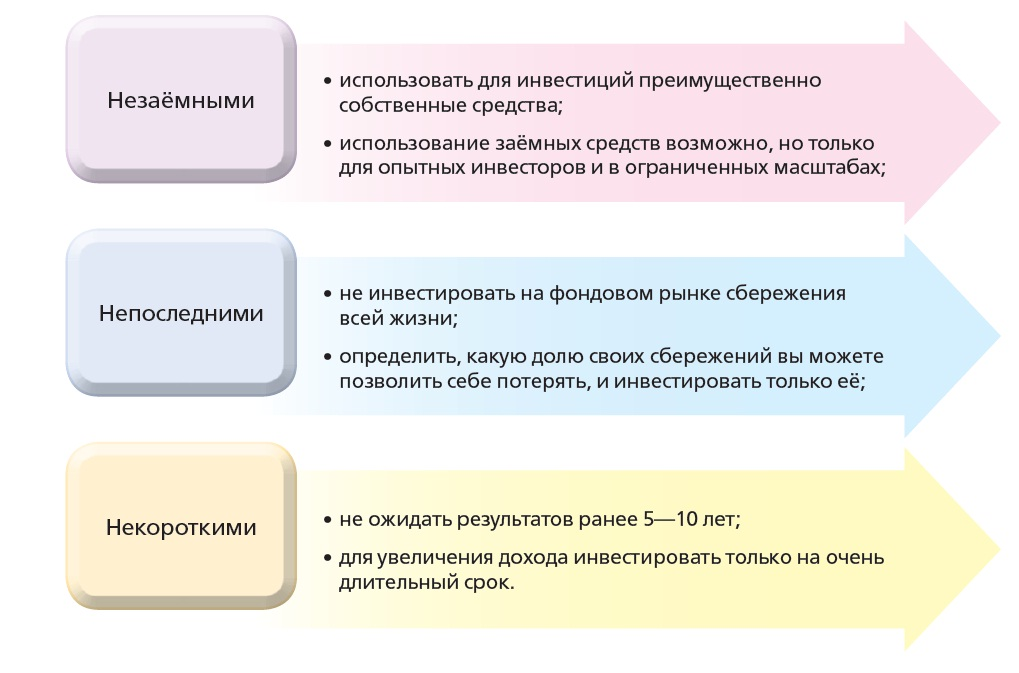 Незаёмными
• использовать для инвестиций преимущественно
собственные средства;
• использование заёмных средств возможно, но только
для опытных инвесторов и в ограниченных масштабах;
Непоследними
• не инвестировать на фондовом рынке сбережения
всей жизни;
• определить, какую долю своих сбережений вы можете
позволить себе потерять, и инвестировать только её;
Некороткими
• не ожидать результатов ранее 5—10 лет;
• для увеличения дохода инвестировать только на очень
длительный срок.